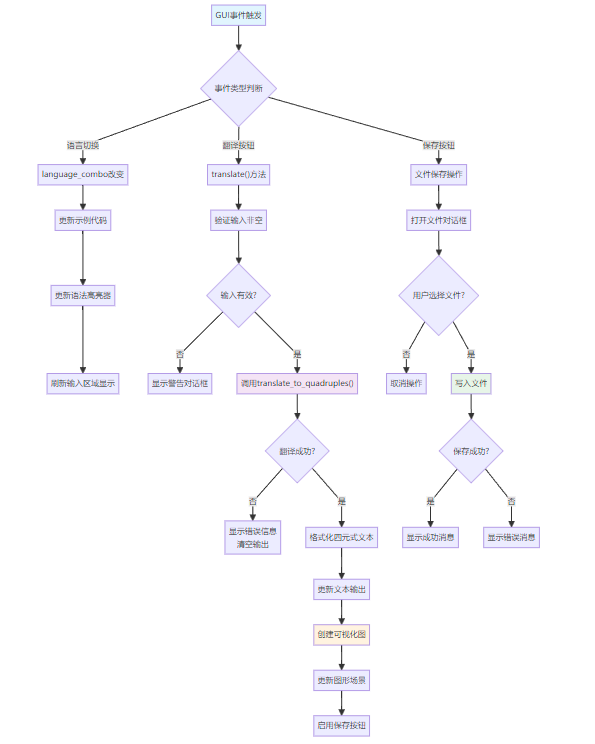 GUI事件触发
事件类型判断
语言切换
翻译按钮
保存按钮
language_combo改变
translate()方法
文件保存操作
更新示例代码
验证输入非空
打开文件对话框
更新语法高亮器
输入有效?
用户选择文件?
否
是
否
是
刷新输入区域显示
显示警告对话框
调用translate_to_quadruples()
取消操作
写入文件
翻译成功?
保存成功?
否
是
是
否
显示错误信息
清空输出
格式化四元式文本
显示成功消息
显示错误消息
更新文本输出
创建可视化图
更新图形场景
启用保存按钮